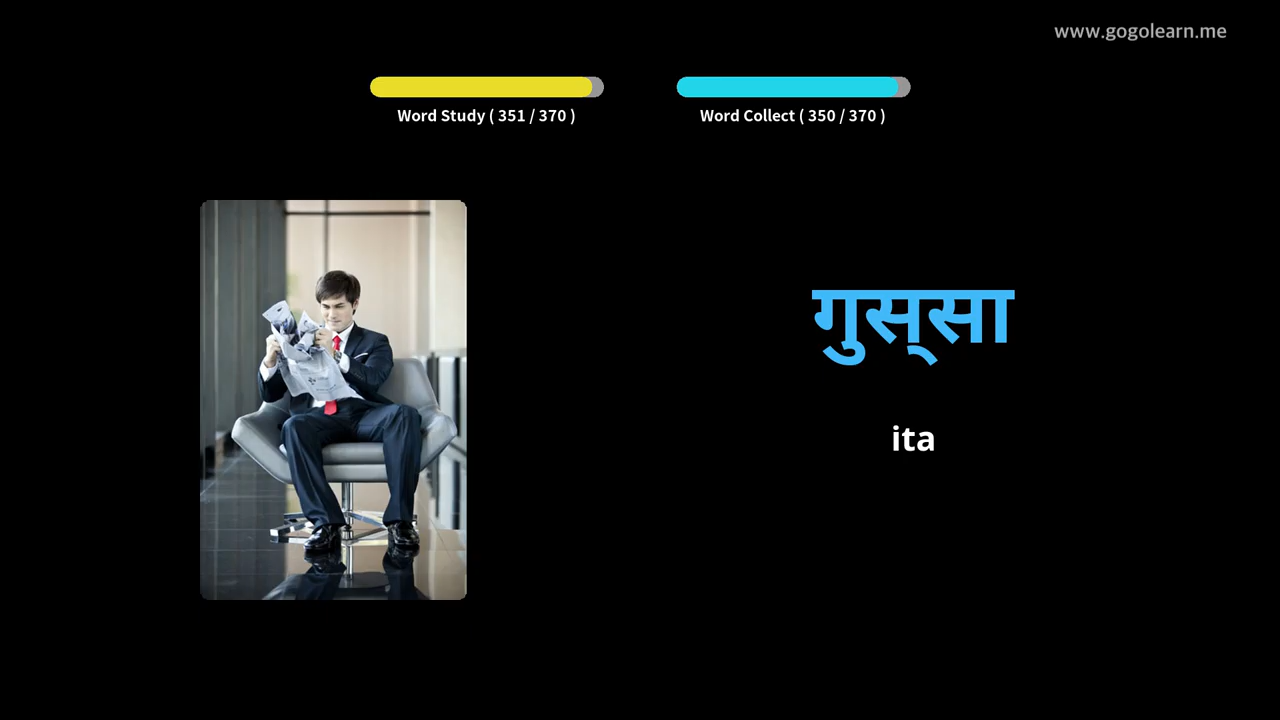 www.gogolearn.me
Word Study ( 351 / 370 )
Word Collect ( 350 / 370 )
गुस्‌सा
ita